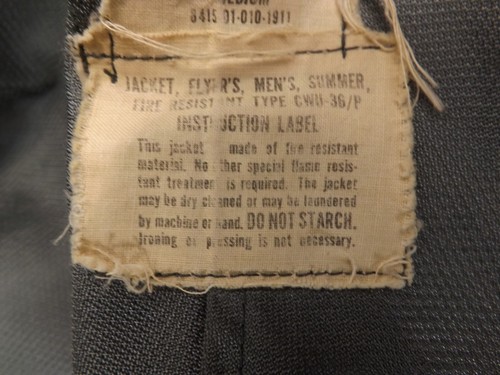 MEDIUM
8415 01-010-1911
JACKET, FLYER'S, MEN'S, SUMMER,
FIRE RESISTANT TYPE CWU-36/P
INSTRUCTION LABEL
This jacket made of fire resistant
material. No other special flame resis-
tant treatment is required. The jacket
may be dry cleaned or may be laundered
by machine or hand. DO NOT STARCH.
Ironing or pressing is not necessary.